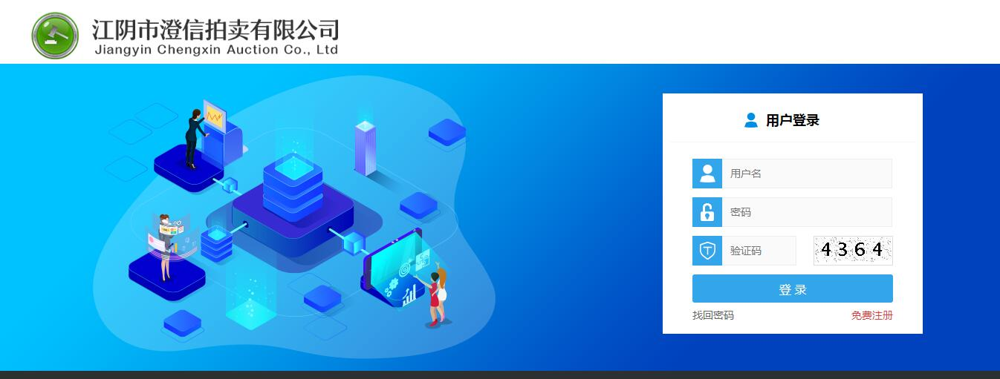 江阴市澄信拍卖有限公司
Jiangyin Chengxin Auction Co., Ltd
用户登录
用户名
密码
验证码
4364
登 录
找回密码
免费注册